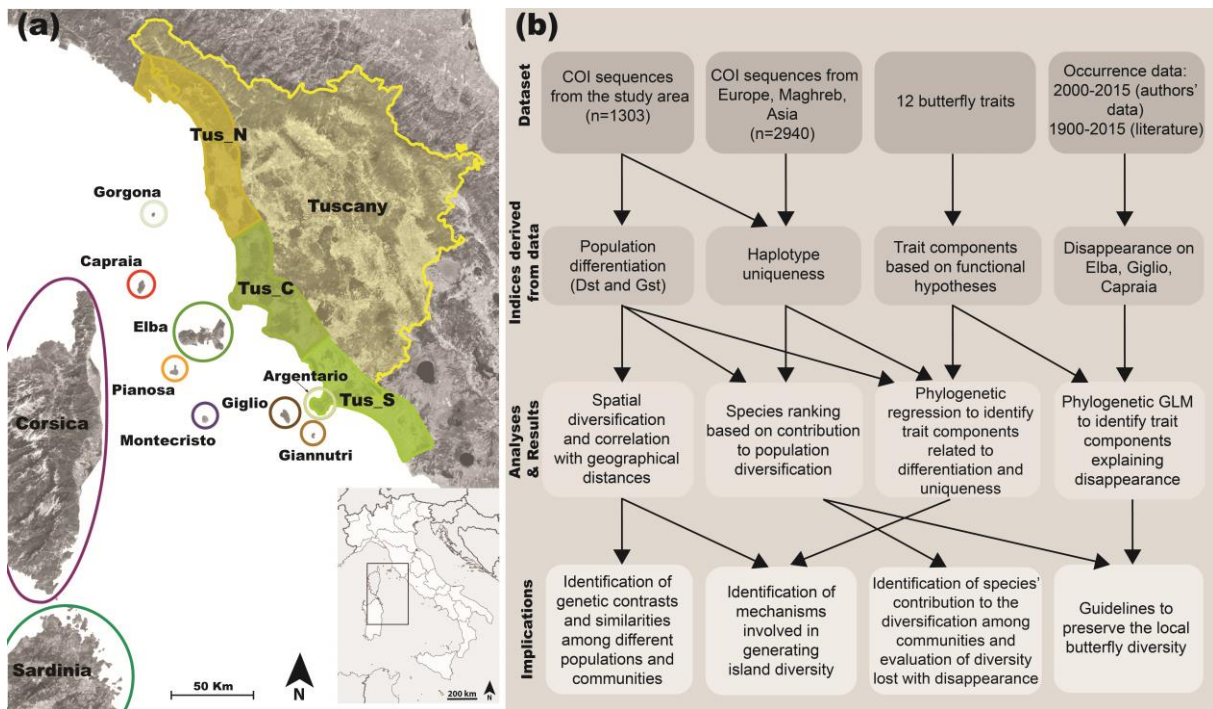 (a)
Tus_N
Gorgona
Tuscany
Capraia
Tus_C
Elba
Argentario
Pianosa
Tus_S
Giglio
Corsica
Montecristo
Giannutri
Sardinia
50 Km
N
200 km
N
(b)
Dataset
COI sequences
from the study area
(n=1303)
COI sequences from
Europe, Maghreb,
Asia
(n=2940)
12 butterfly traits
Occurrence data:
2000-2015 (authors'
data)
1900-2015 (literature)
Indices derived
from data
Population
differentiation
(Dst and Gst)
Haplotype
uniqueness
Trait components
based on functional
hypotheses
Disappearance on
Elba, Giglio,
Capraia
Analyses
& Results
Spatial
diversification
and correlation
with geographical
distances
Species ranking
based on contribution
to population
diversification
Phylogenetic
regression to identify
trait components
related to
differentiation and
uniqueness
Phylogenetic GLM
to identify trait
components
explaining
disappearance
Implications
Identification of
genetic contrasts
and similarities
among different
populations and
communities
Identification of
mechanisms
involved in
generating
island diversity
Identification of species'
contribution to the
diversification among
communities and
evaluation of diversity
lost with disappearance
Guidelines to
preserve the local
butterfly diversity